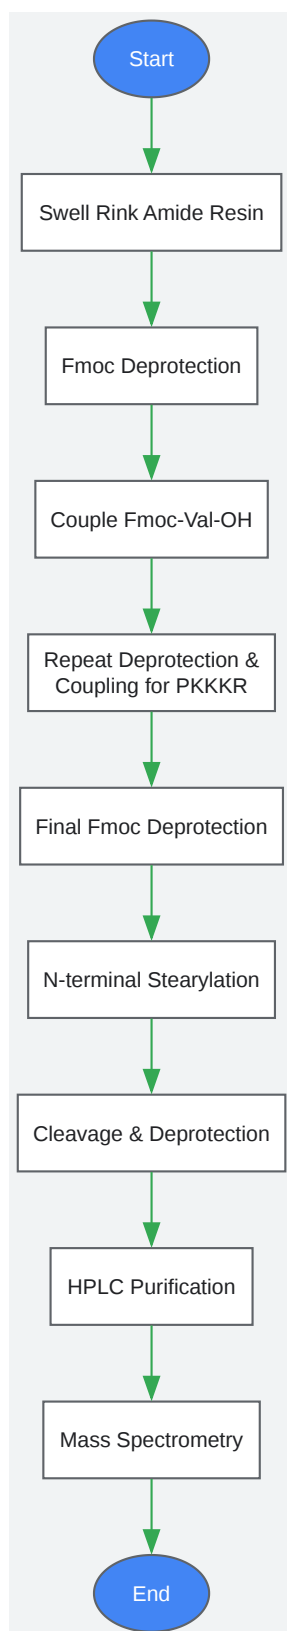 Start
Swell Rink Amide Resin
Fmoc Deprotection
Couple Fmoc-Val-OH
Repeat Deprotection &
Coupling for PKKKR
Final Fmoc Deprotection
N-terminal Stearylation
Cleavage & Deprotection
HPLC Purification
Mass Spectrometry
End